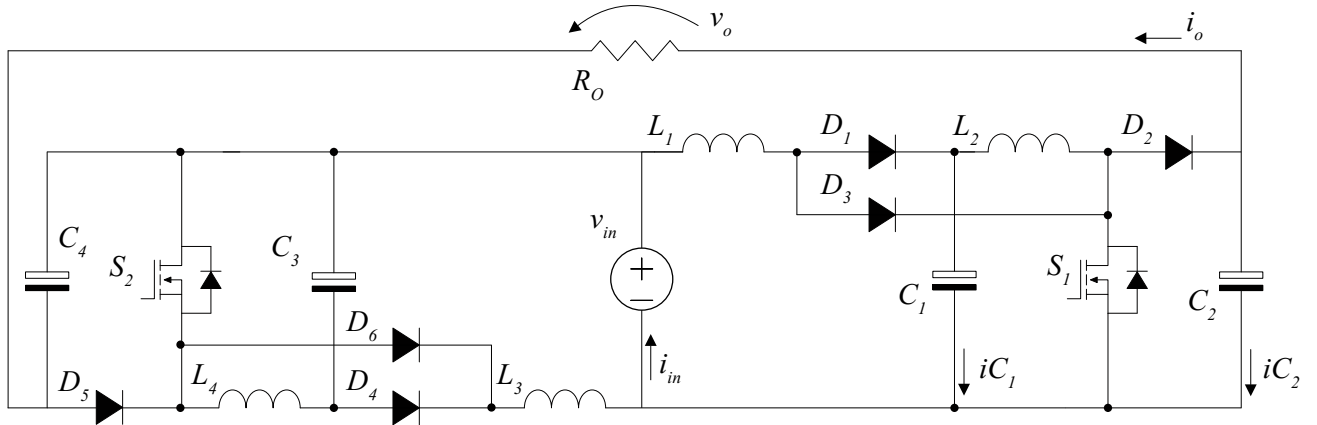 v_o
i_o
R_O
L_1
D_1
L_2
D_2
D_3
v_in
C_4
S_2
C_3
S_1
C_1
C_2
D_6
i_in
iC_1
iC_2
D_5
L_4
D_4
L_3